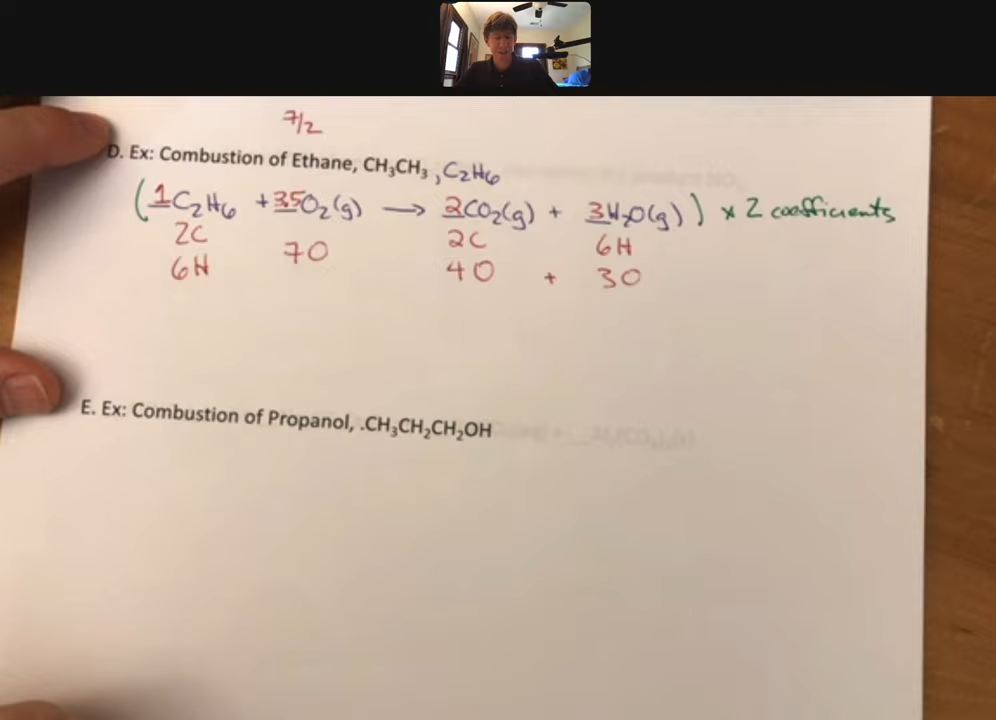 7/2
D. Ex: Combustion of Ethane, CH₃CH₃ , C₂H₆
(1C₂H₆ + 3.5O₂(g) → 2CO₂(g) + 3H₂O(g)) × 2 coefficients
2C 7O 2C 6H
6H 4O + 3O
E. Ex: Combustion of Propanol, .CH₃CH₂CH₂OH